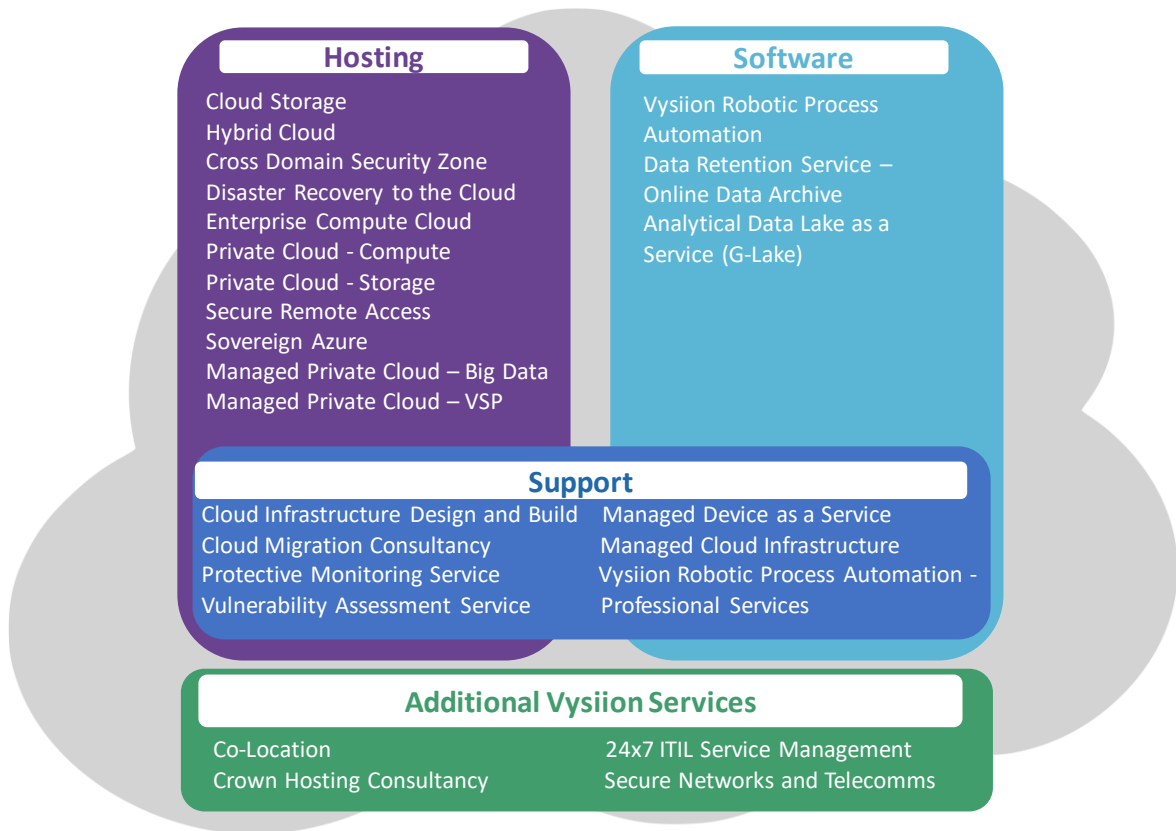 Hosting
Cloud Storage
Hybrid Cloud
Cross Domain Security Zone
Disaster Recovery to the Cloud
Enterprise Compute Cloud
Private Cloud - Compute
Private Cloud - Storage
Secure Remote Access
Sovereign Azure
Managed Private Cloud – Big Data
Managed Private Cloud – VSP
Software
Vysiion Robotic Process
Automation
Data Retention Service –
Online Data Archive
Analytical Data Lake as a
Service (G-Lake)
Support
Cloud Infrastructure Design and Build
Cloud Migration Consultancy
Protective Monitoring Service
Vulnerability Assessment Service
Managed Device as a Service
Managed Cloud Infrastructure
Vysiion Robotic Process Automation -
Professional Services
Additional Vysiion Services
Co-Location
Crown Hosting Consultancy
24x7 ITIL Service Management
Secure Networks and Telecomms